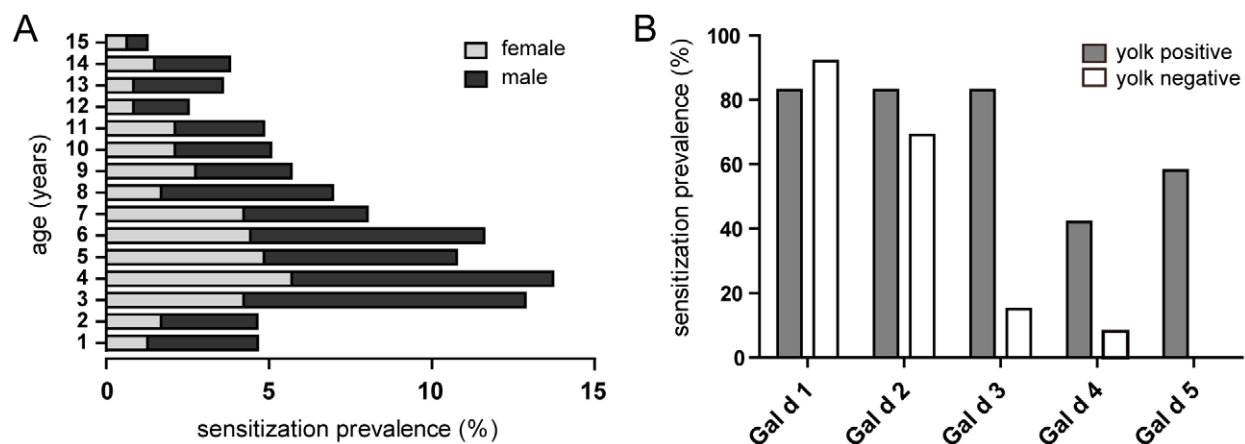 A
female
male
age (years)
15
14
13
12
11
10
9
8
7
6
5
4
3
2
1
0 5 10 15
sensitization prevalence (%)
B
yolk positive
yolk negative
sensitization prevalence (%)
100
80
60
40
20
0
Gal d 1 Gal d 2 Gal d 3 Gal d 4 Gal d 5